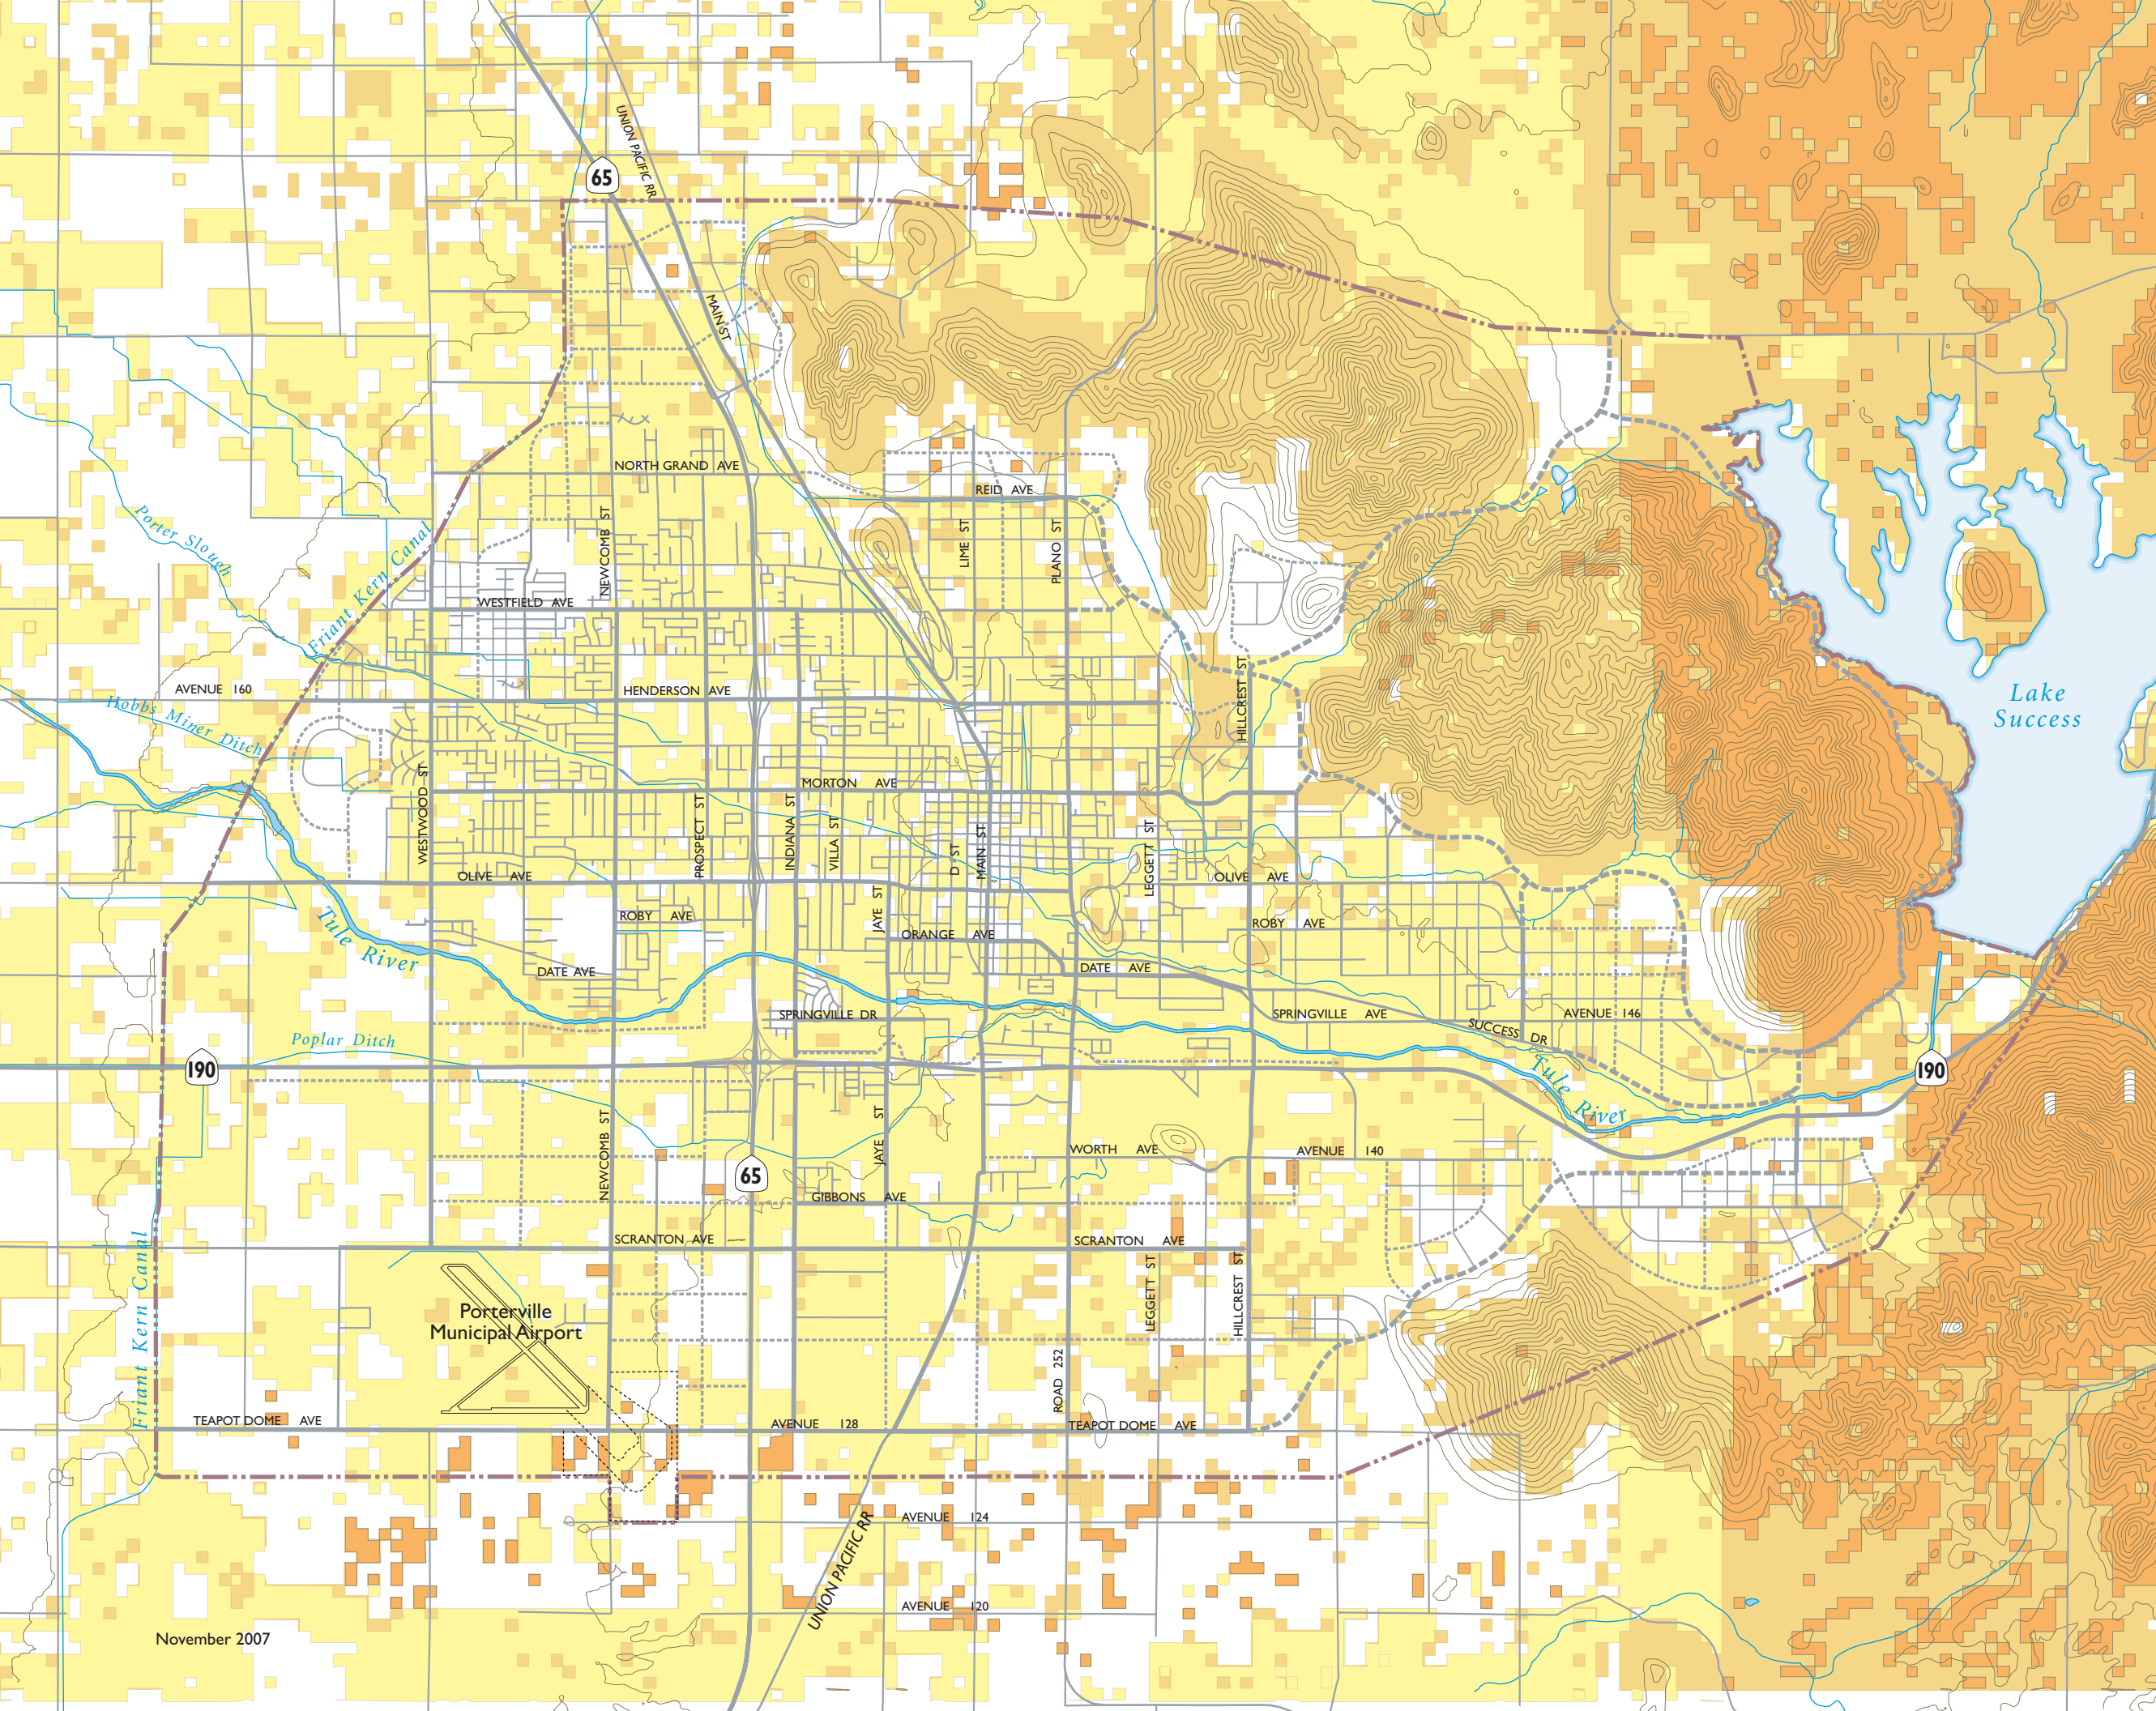 UNION PACIFIC RR
65
MAIN ST
NORTH GRAND AVE
REID AVE
Porter Slough
Friant Kern Canal
NEWCOMB ST
LIME ST
PLANO ST
WESTFIELD AVE
AVENUE 160
HENDERSON AVE
HILLCREST ST
Hobbs Miner Ditch
Lake
Success
WESTWOOD ST
MORTON AVE
PROSPECT ST
INDIANA ST
VILLA ST
D ST
MAIN ST
LEGGETT ST
OLIVE AVE
OLIVE AVE
JAYE ST
ROBY AVE
ROBY AVE
ORANGE AVE
Tule River
DATE AVE
DATE AVE
SPRINGVILLE DR
SPRINGVILLE AVE
AVENUE 146
SUCCESS DR
Poplar Ditch
190
190
Tule River
NEWCOMB ST
JAYE ST
WORTH AVE
AVENUE 140
65
GIBBONS AVE
SCRANTON AVE
SCRANTON AVE
Friant Kern Canal
LEGGETT ST
HILLCREST ST
Porterville
Municipal Airport
ROAD 252
TEAPOT DOME AVE
AVENUE 128
TEAPOT DOME AVE
AVENUE 124
UNION PACIFIC RR
AVENUE 120
November 2007